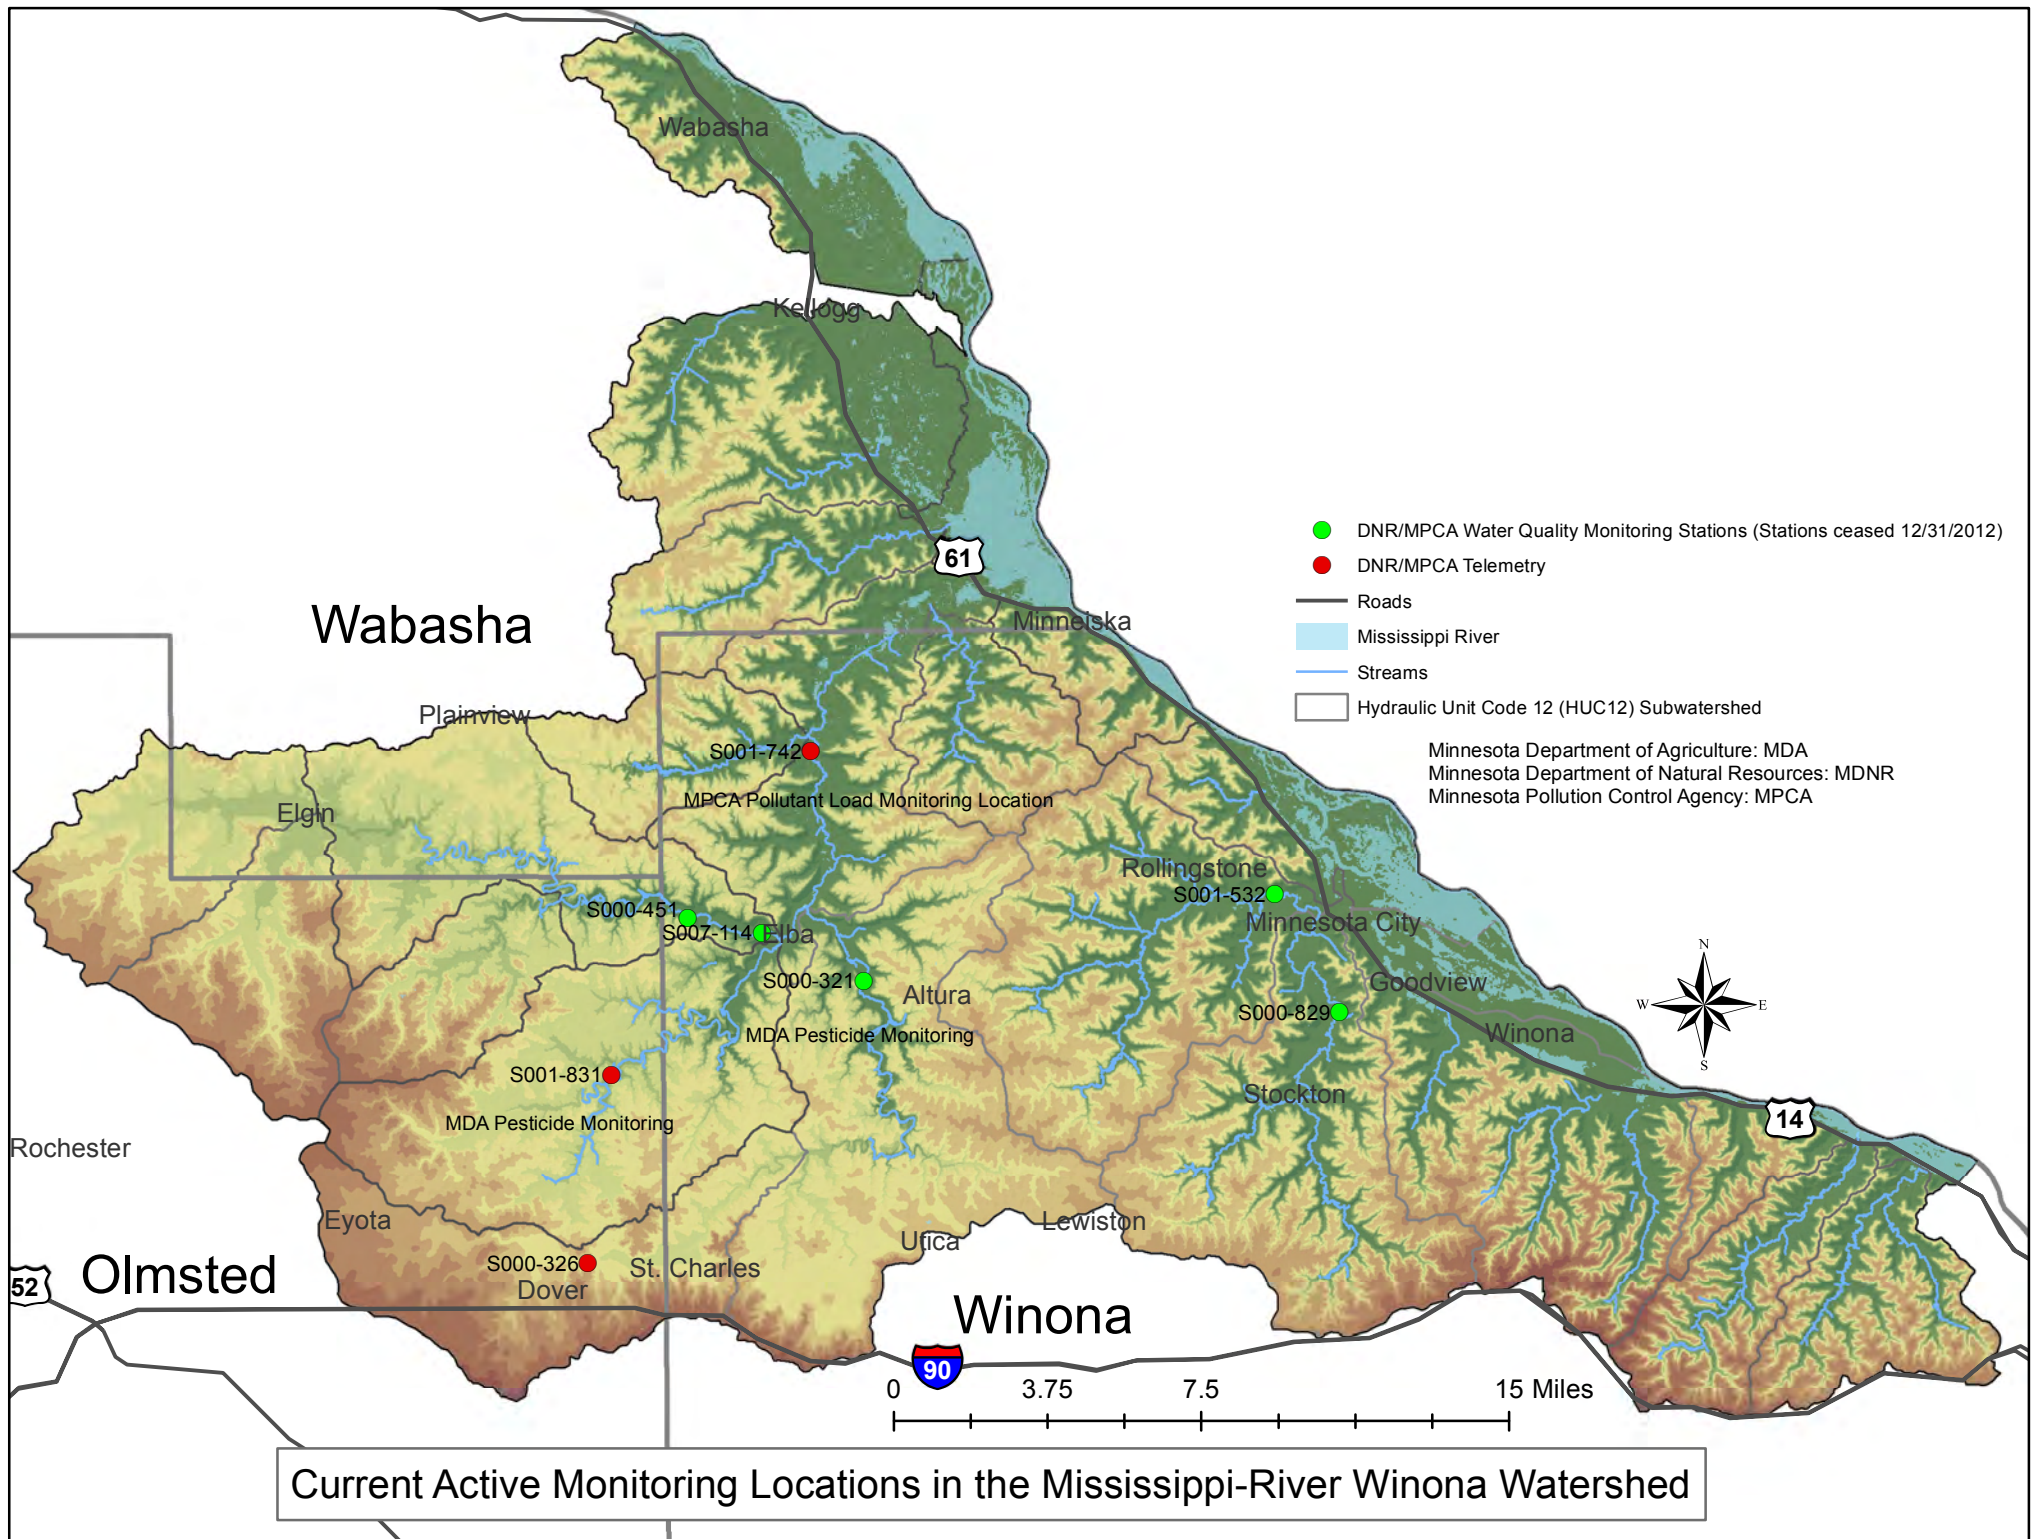 Wabasha
Kellogg
61
DNR/MPCA Water Quality Monitoring Stations (Stations ceased 12/31/2012)
DNR/MPCA Telemetry
Roads
Mississippi River
Streams
Hydraulic Unit Code 12 (HUC12) Subwatershed
Minnesota Department of Agriculture: MDA
Minnesota Department of Natural Resources: MDNR
Minnesota Pollution Control Agency: MPCA
Wabasha
Minneiska
Plainview
S001-742
MPCA Pollutant Load Monitoring Location
Elgin
Rollingstone
S001-532
S000-451
Minnesota City
S007-114
Elba
S000-321
Altura
Goodview
S000-829
MDA Pesticide Monitoring
Winona
N
W
E
S
S001-831
Stockton
MDA Pesticide Monitoring
14
Rochester
Eyota
Lewiston
Utica
S000-326
St. Charles
Dover
52
Olmsted
Winona
90
0 3.75 7.5 15 Miles
Current Active Monitoring Locations in the Mississippi-River Winona Watershed